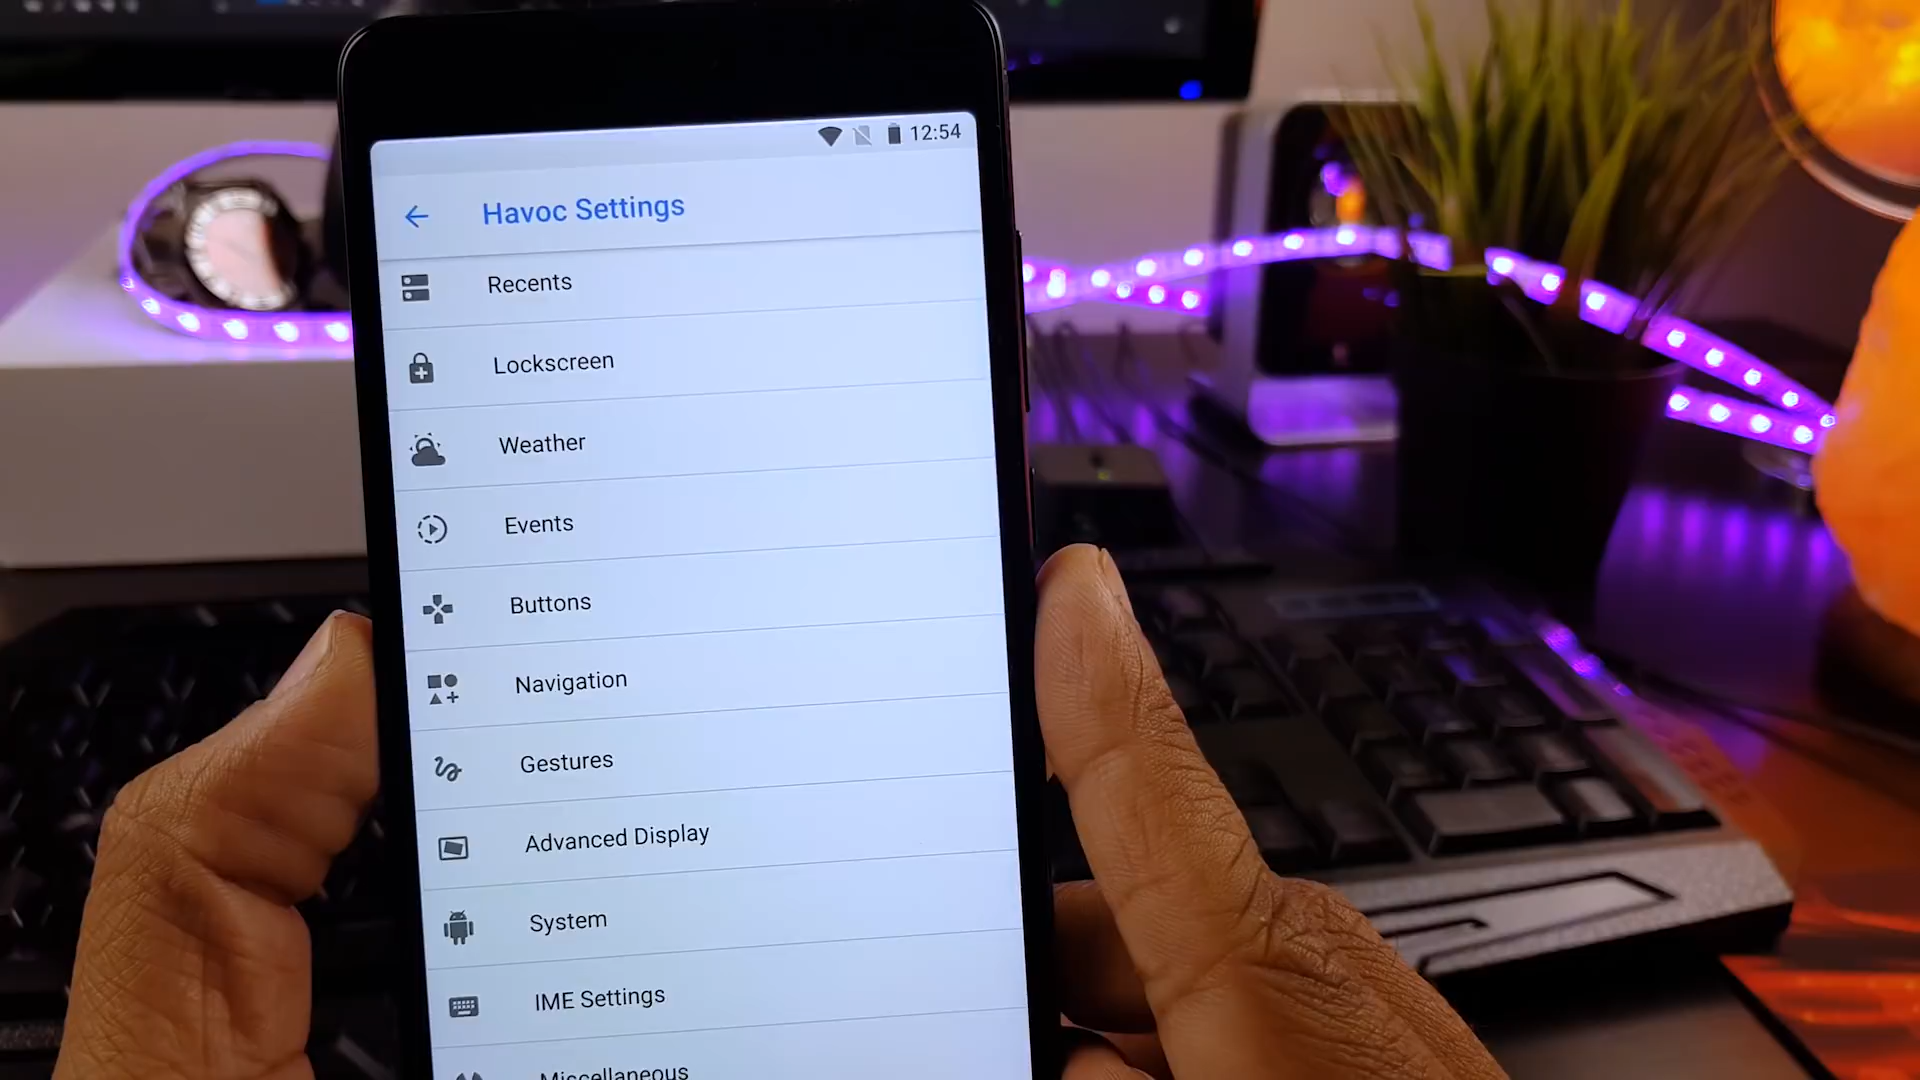 12:54
Havoc Settings
Recents
Lockscreen
Weather
Events
Buttons
Navigation
Gestures
Advanced Display
System
IME Settings
Miscellaneous